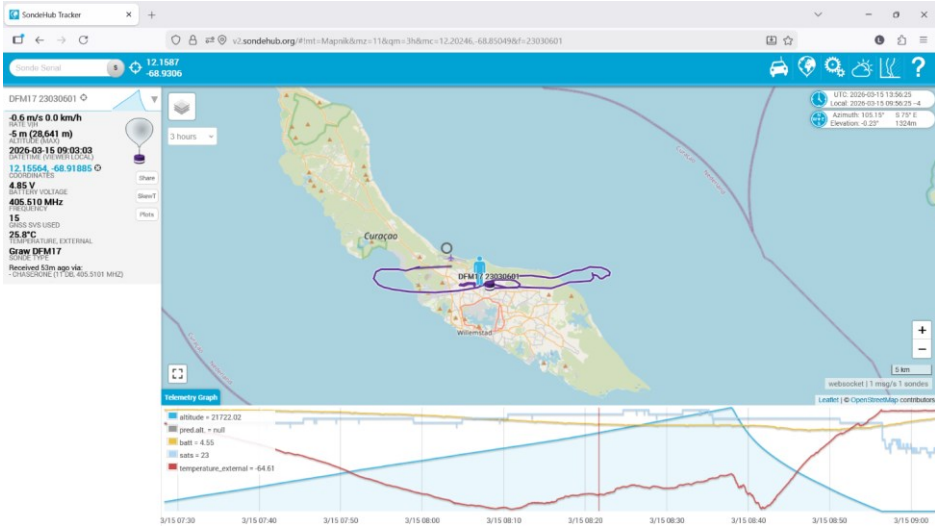 SondeHub Tracker
v2.sondehub.org/#!mt=Mapnik&mz=11&qm=3h&mc=12.20246,-68.85049&f=23030601
Sonde Serial
S
12.1587
-68.9306
?
DFM17 23030601
-0.6 m/s 0.0 km/h
RATE V|H
-5 m (28,641 m)
ALTITUDE (MAX)
2026-03-15 09:03:03
DATETIME (VIEWER LOCAL)
12.15564, -68.91885
COORDINATES
4.85 V
BATTERY VOLTAGE
405.510 MHz
FREQUENCY
15
GNSS SVS USED
25.8°C
TEMPERATURE, EXTERNAL
Graw DFM17
SONDE TYPE
Received 53m ago via:
- CHASERONE (11 DB, 405.5101 MHZ)
Share
SkewT
Plots
3 hours
UTC: 2026-03-15 13:56:25
Local: 2026-03-15 09:56:25 -4
Azimuth: 105.15° S 75° E
Elevation: -0.23° 1324m
Curaçao
DFM17 23030601
Willemstad
+
−
5 km
websocket | 1 msg/s 1 sondes
Leaflet | © OpenStreetMap contributors
Telemetry Graph
altitude = 21722.02
pred.alt. = null
batt = 4.55
sats = 23
temperature_external = -64.61
3/15 07:30
3/15 07:40
3/15 07:50
3/15 08:00
3/15 08:10
3/15 08:20
3/15 08:30
3/15 08:40
3/15 08:50
3/15 09:00